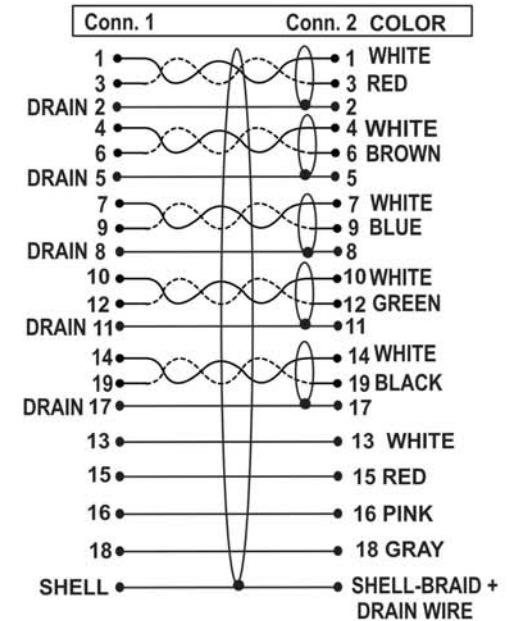 Conn. 1 Conn. 2 COLOR
1 1 WHITE
3 3 RED
DRAIN 2 2
4 4 WHITE
6 6 BROWN
DRAIN 5 5
7 7 WHITE
9 9 BLUE
DRAIN 8 8
10 10 WHITE
12 12 GREEN
DRAIN 11 11
14 14 WHITE
19 19 BLACK
DRAIN 17 17
13 13 WHITE
15 15 RED
16 16 PINK
18 18 GRAY
SHELL SHELL-BRAID +
DRAIN WIRE